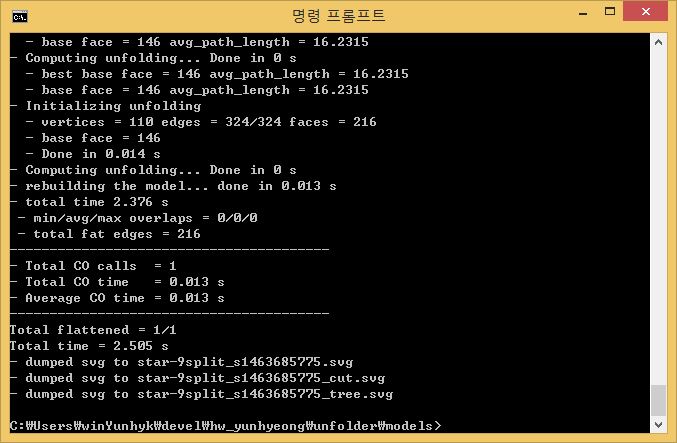 명령 프롬프트
- base face = 146 avg_path_length = 16.2315
- Computing unfolding... Done in 0 s
- best base face = 146 avg_path_length = 16.2315
- base face = 146 avg_path_length = 16.2315
- Initializing unfolding
- vertices = 110 edges = 324/324 faces = 216
- base face = 146
- Done in 0.014 s
- Computing unfolding... Done in 0 s
- rebuilding the model... done in 0.013 s
- total time 2.376 s
- min/avg/max overlaps = 0/0/0
- total fat edges = 216
----------------------------------------
- Total CO calls  = 1
- Total CO time   = 0.013 s
- Average CO time = 0.013 s
----------------------------------------
Total flattened = 1/1
Total time = 2.505 s
- dumped svg to star-9split_s1463685775.svg
- dumped svg to star-9split_s1463685775_cut.svg
- dumped svg to star-9split_s1463685775_tree.svg
C:₩Users₩winYunhyk₩devel₩hw_yunhyeong₩unfolder₩models>